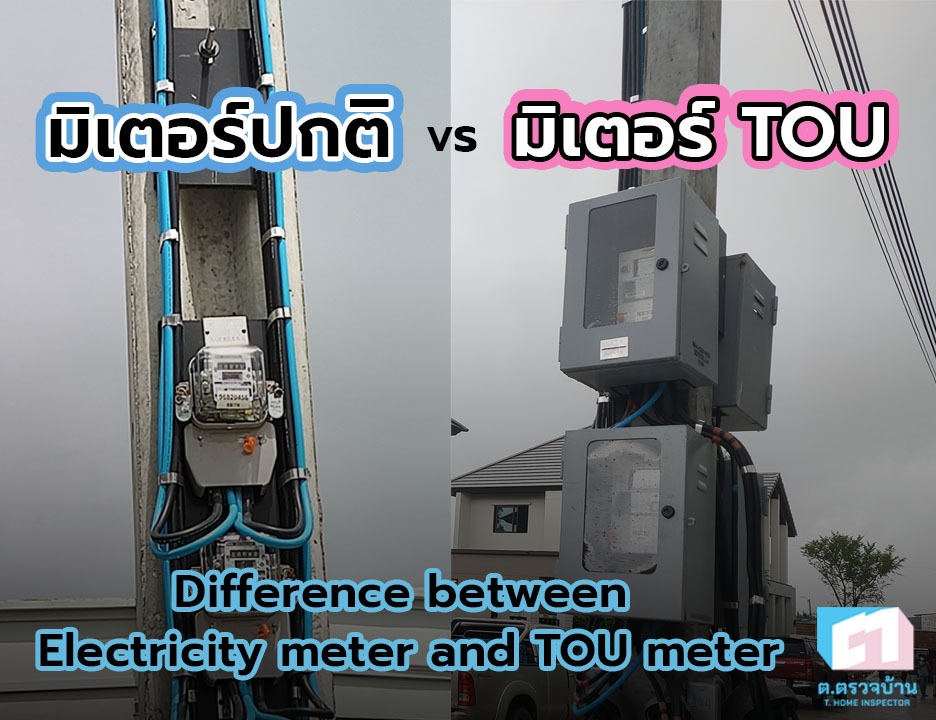 มิเตอร์ปกติ vs มิเตอร์ TOU
96820456
Difference between
Electricity meter and TOU meter
ต.ตรวจบ้าน
T. HOME INSPECTOR